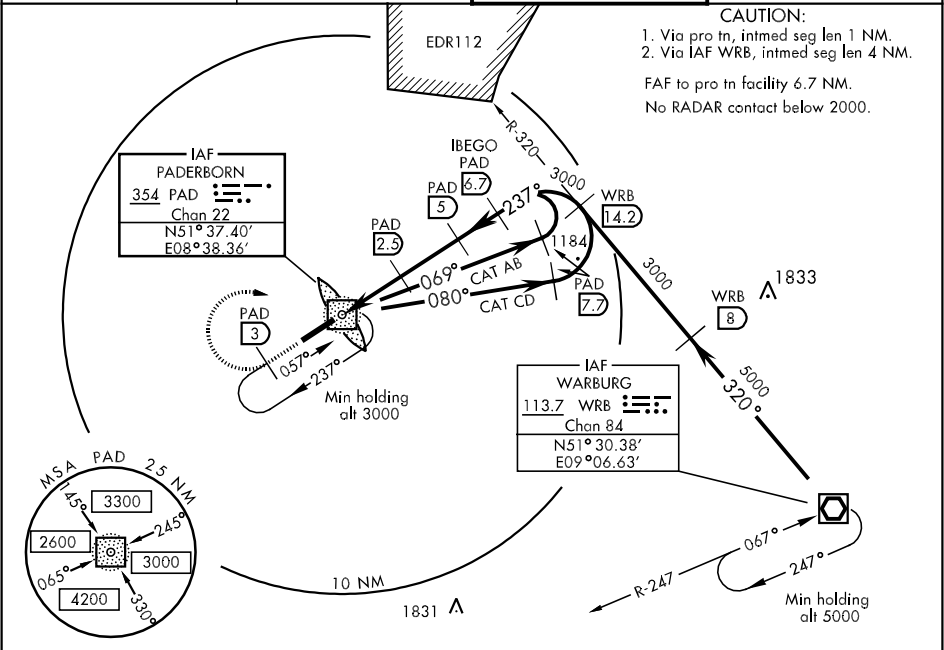 CAUTION:
1. Via pro tn, intmed seg len 1 NM.
2. Via IAF WRB, intmed seg len 4 NM.
FAF to pro tn facility 6.7 NM.
No RADAR contact below 2000.
EDR112
R-320
3000
IBEGO
PAD
6.7
PAD
5
PAD
2.5
237°
WRB
14.2
1184
069° CAT AB
080° CAT CD
PAD
7.7
3000
1833
WRB
8
5000
320°
IAF
PADERBORN
354 PAD
Chan 22
N51° 37.40′
E08° 38.36′
PAD
3
057°
237°
Min holding
alt 3000
IAF
WARBURG
113.7 WRB
Chan 84
N51° 30.38′
E09° 06.63′
067°
247°
R-247
Min holding
alt 5000
MSA PAD 25 NM
145°
3300
245°
2600
3000
065°
4200
330°
10 NM
1831